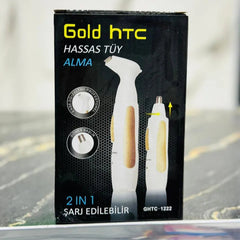 Gold hTC
HASSAS TÜY
ALMA
2 IN 1
ŞARJ EDİLEBİLİR
GHTC-1222